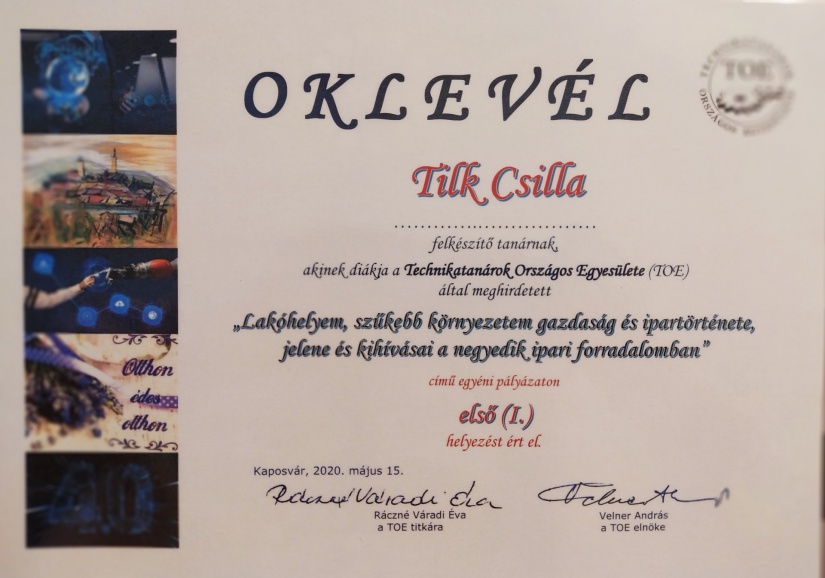 OKLEVÉL
TOE
Tilk Csilla
................................
felkészítő tanárnak,
akinek diákja a Technikatanárok Országos Egyesülete (TOE)
által meghirdetett
„Lakóhelyem, szűkebb környezetem gazdaság és ipartörténete,
jelene és kihívásai a negyedik ipari forradalomban”
című egyéni pályázaton
első (I.)
helyezést ért el.
Otthon
édes
otthon
4.0
Kaposvár, 2020. május 15.
Ráczné Váradi Éva
Ráczné Váradi Éva
a TOE titkára
Velner András
a TOE elnöke